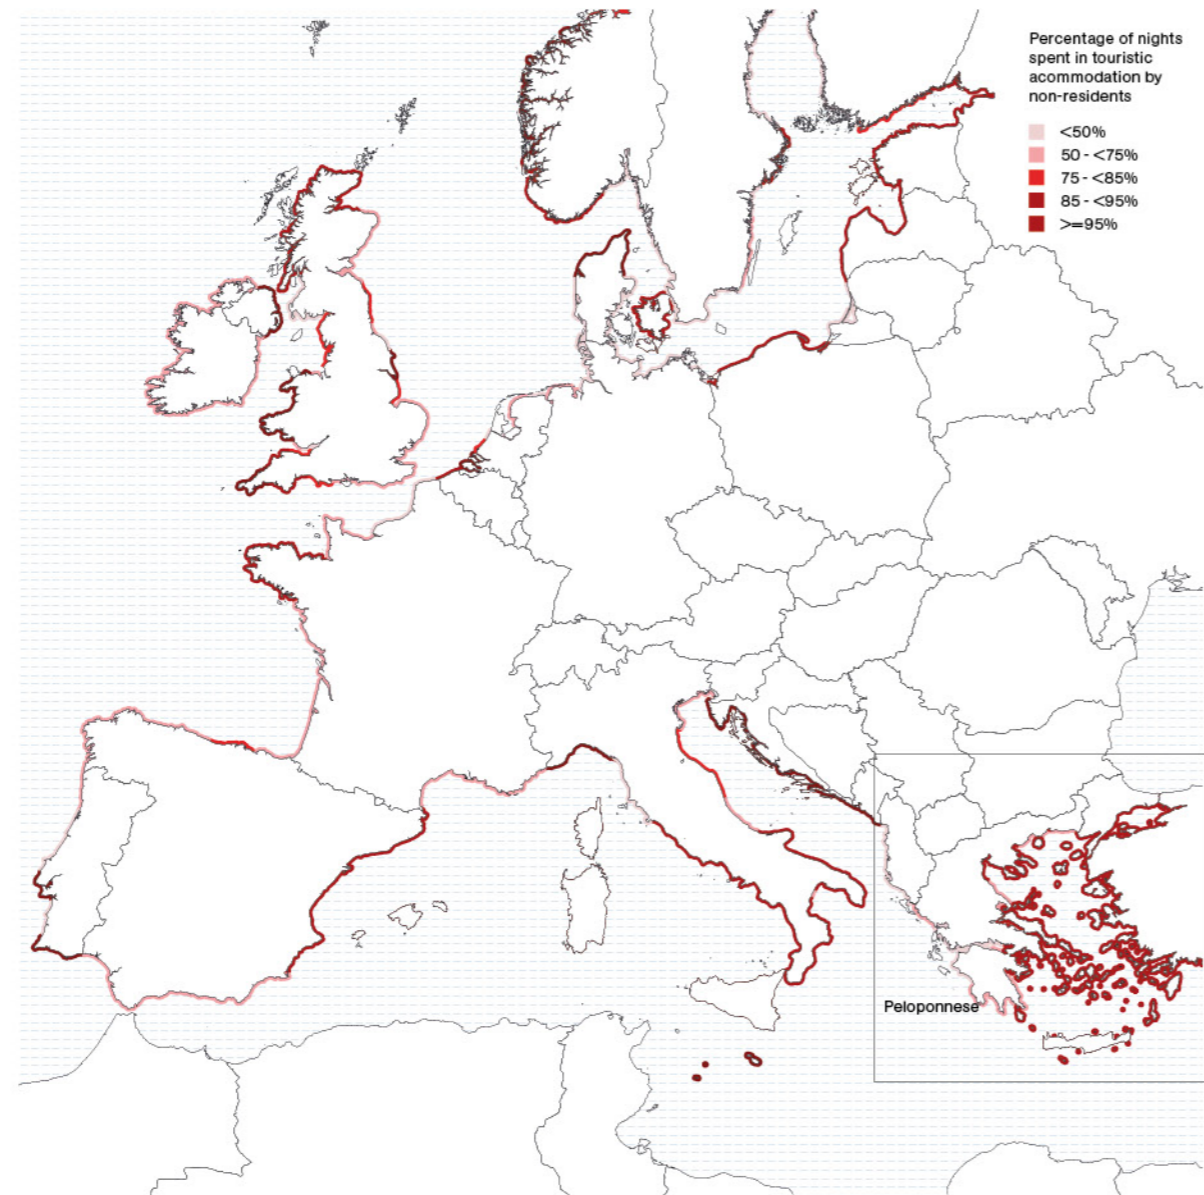 Percentage of nights
spent in touristic
acommodation by
non-residents
<50%
50 - <75%
75 - <85%
85 - <95%
>=95%
Peloponnese